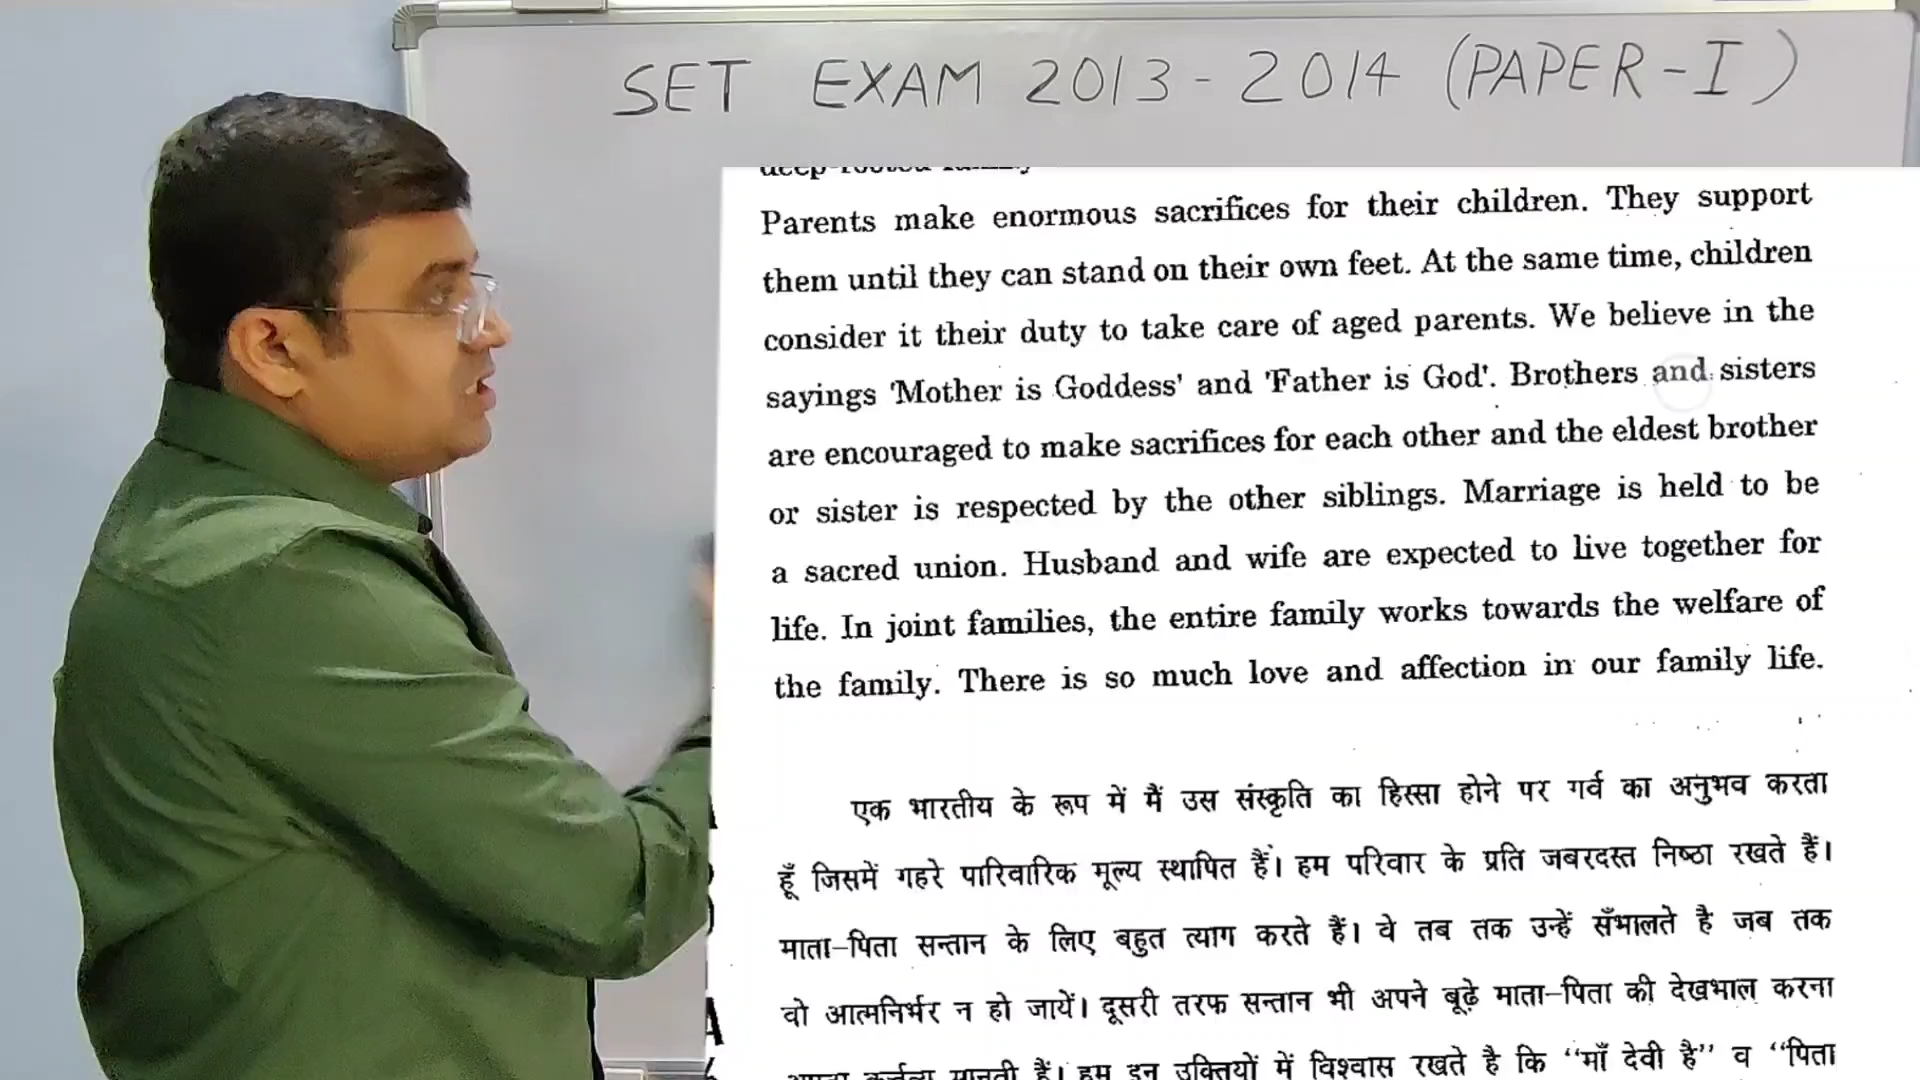 SET EXAM 2013-2014 (PAPER-I)
deep-rooted family
Parents make enormous sacrifices for their children. They support
them until they can stand on their own feet. At the same time, children
consider it their duty to take care of aged parents. We believe in the
sayings 'Mother is Goddess' and 'Father is God'. Brothers and sisters
are encouraged to make sacrifices for each other and the eldest brother
or sister is respected by the other siblings. Marriage is held to be
a sacred union. Husband and wife are expected to live together for
life. In joint families, the entire family works towards the welfare of
the family. There is so much love and affection in our family life.
एक भारतीय के रूप में मैं उस संस्कृति का हिस्सा होने पर गर्व का अनुभव करता
हूँ जिसमें गहरे पारिवारिक मूल्य स्थापित हैं। हम परिवार के प्रति जबरदस्त निष्ठा रखते हैं।
माता-पिता सन्तान के लिए बहुत त्याग करते हैं। वे तब तक उन्हें सँभालते है जब तक
वो आत्मनिर्भर न हो जायें। दूसरी तरफ सन्तान भी अपने बूढ़े माता-पिता की देखभाल करना
अपना कर्त्तव्य मानती हैं। हम इन उक्तियों में विश्वास रखते है कि “माँ देवी है” व “पिता